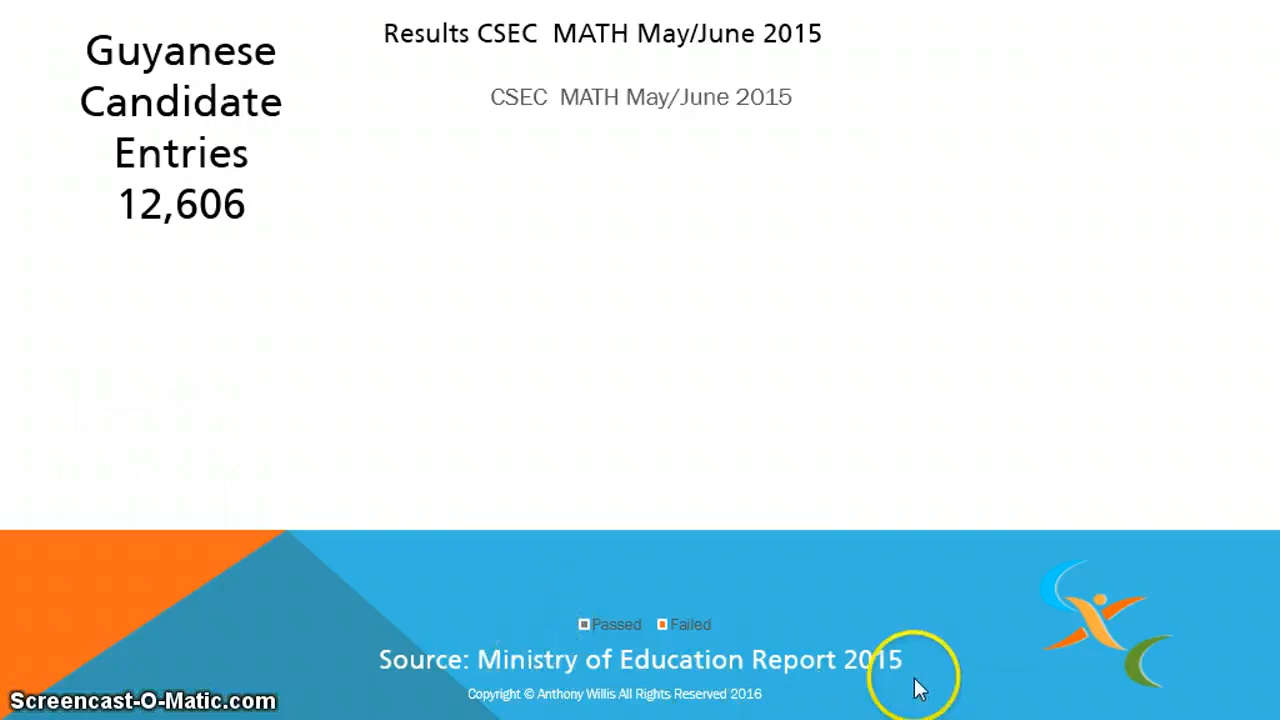 Guyanese
Candidate
Entries
12,606
Results CSEC  MATH May/June 2015
CSEC  MATH May/June 2015
Passed  Failed
Source: Ministry of Education Report 2015
Copyright © Anthony Willis All Rights Reserved 2016
Screencast-O-Matic.com